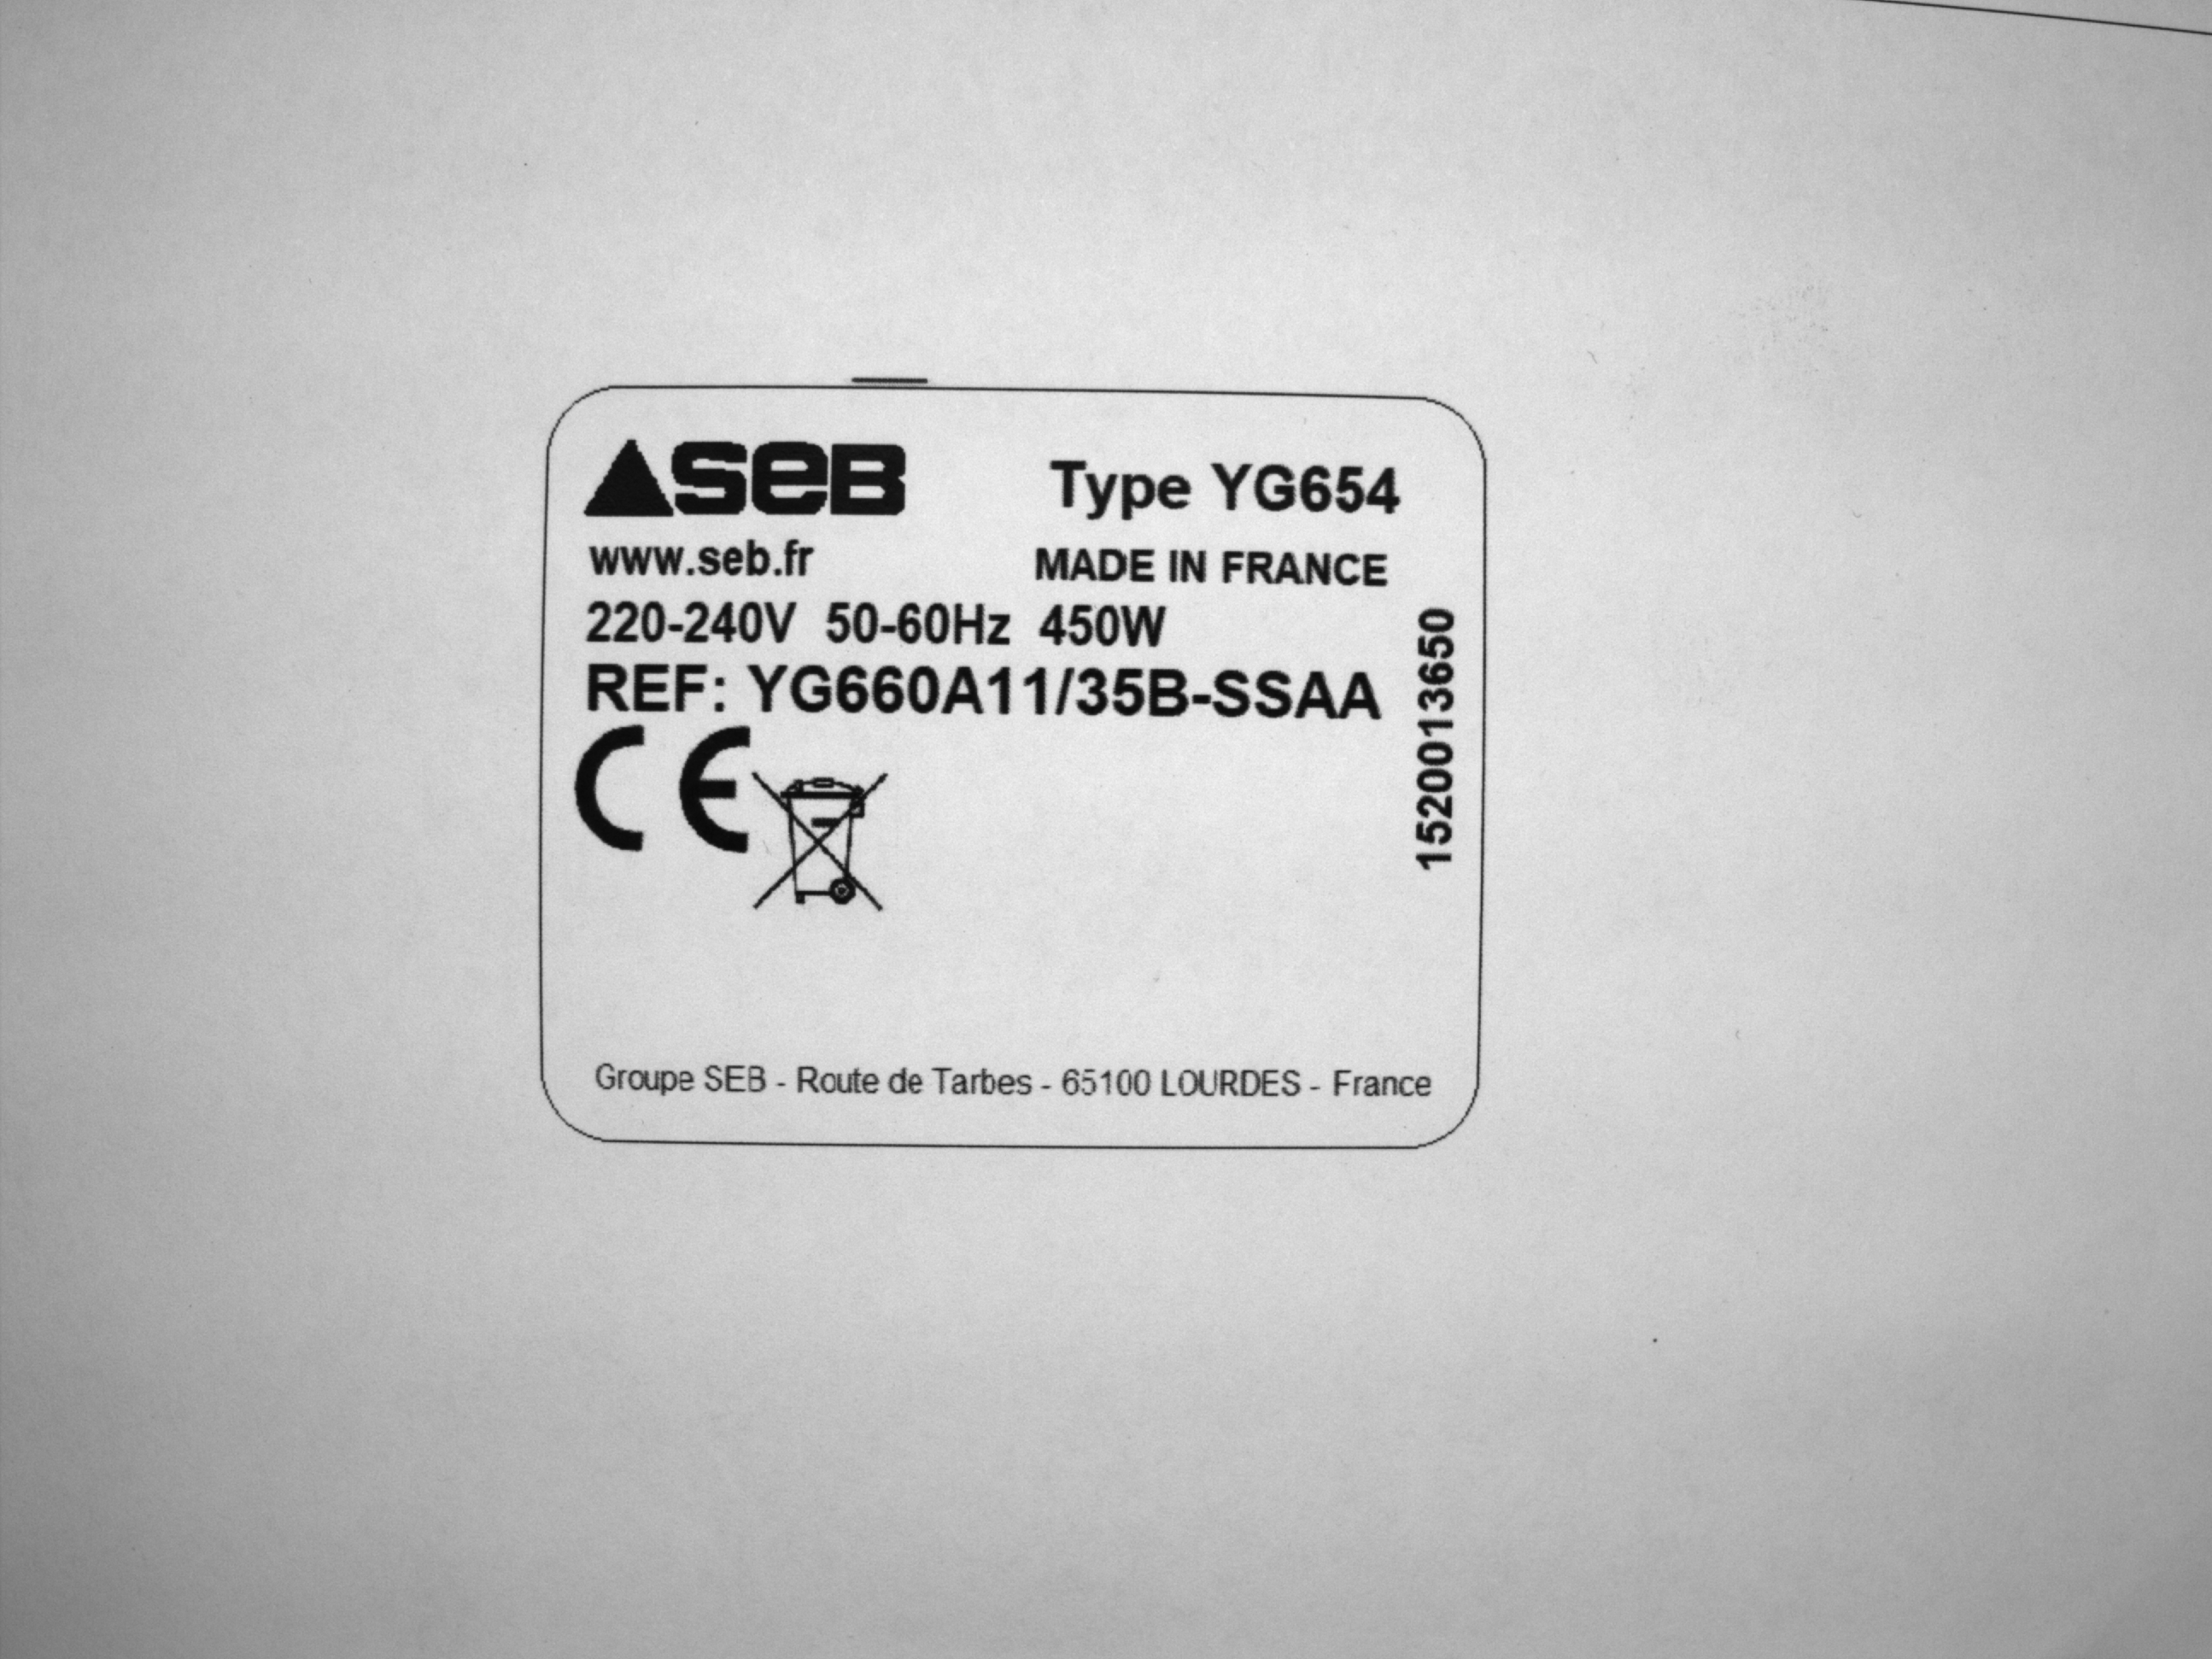 SEB
Type YG654
www.seb.fr
MADE IN FRANCE
220-240V 50-60Hz 450W
REF: YG660A11/35B-SSAA
CE
1520013650
Groupe SEB - Route de Tarbes - 65100 LOURDES - France